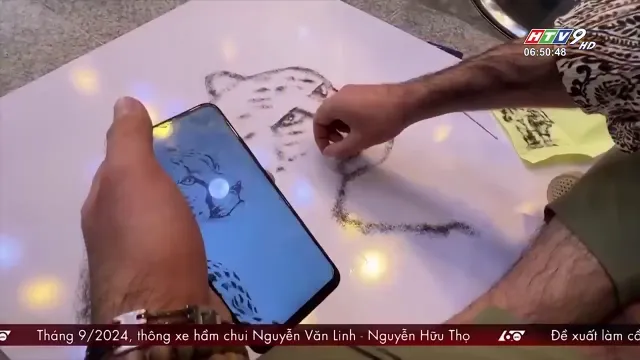 HTV9 HD
06:50:48
Tháng 9/2024, thông xe hầm chui Nguyễn Văn Linh - Nguyễn Hữu Thọ
Đề xuất làm cầ